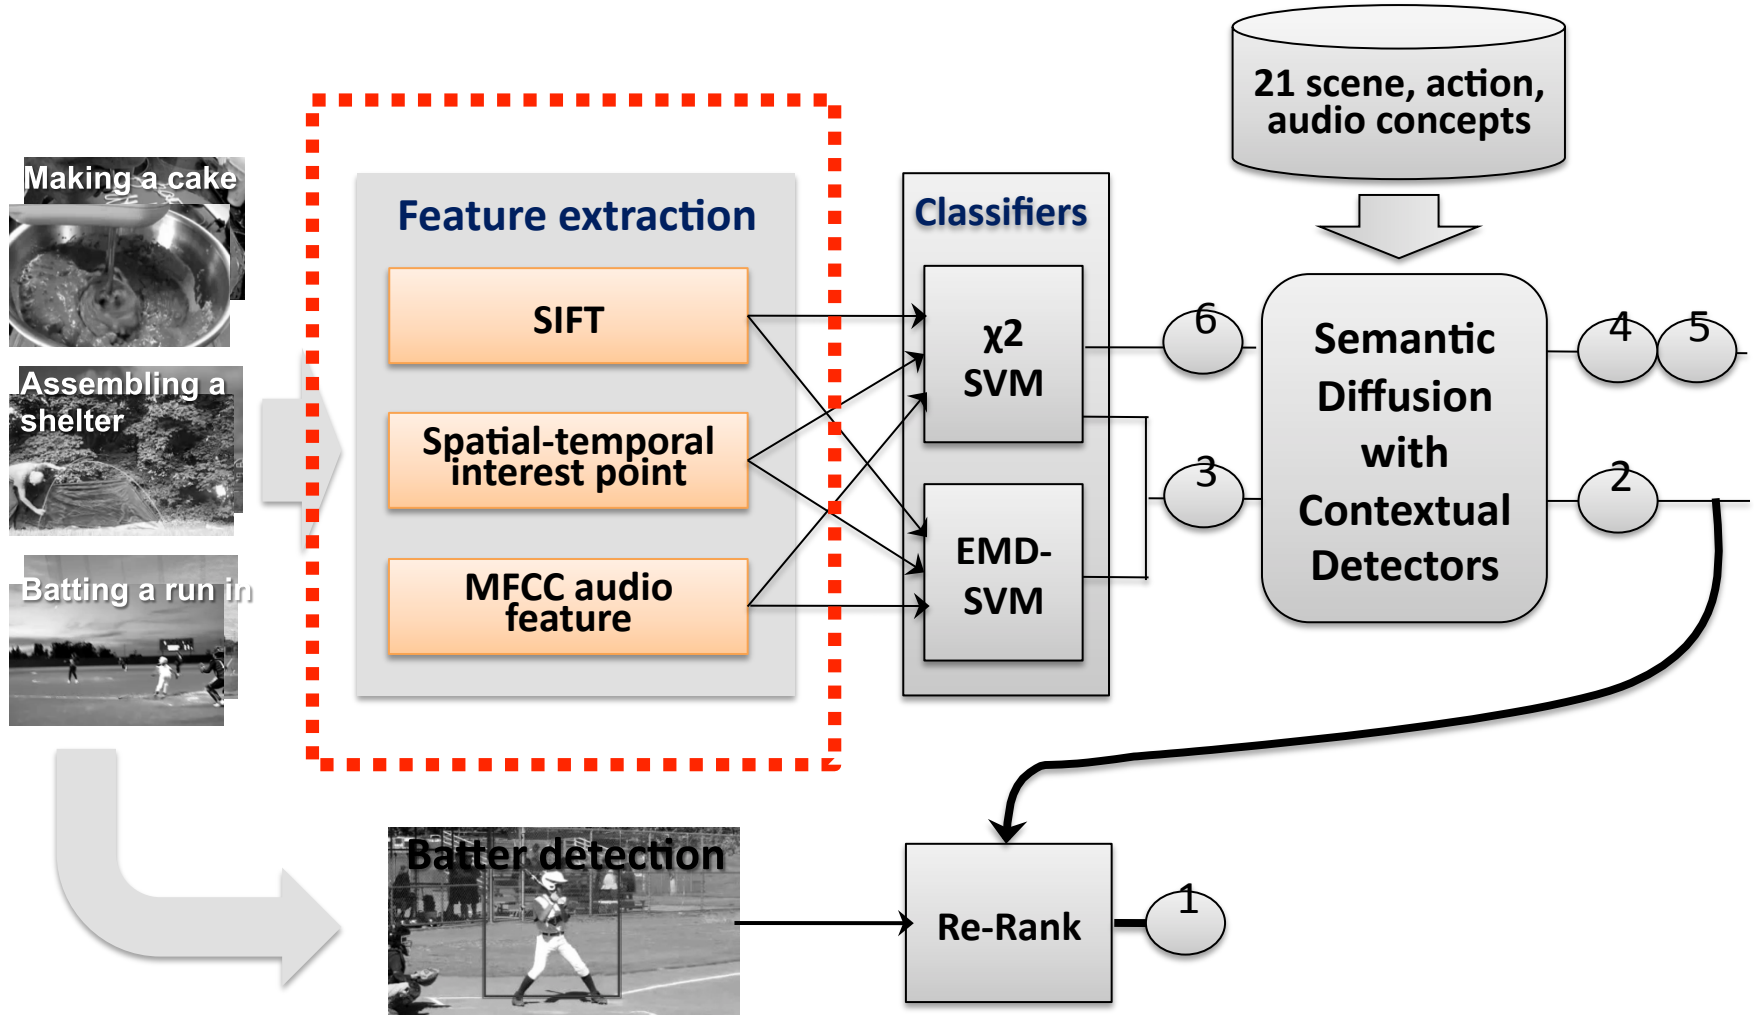 21 scene, action,
audio concepts
Making a cake
Assembling a
shelter
Batting a run in
Feature extraction
SIFT
Spatial-temporal
interest point
MFCC audio
feature
Classifiers
χ2
SVM
EMD-
SVM
6
3
Semantic
Diffusion
with
Contextual
Detectors
4
5
2
Batter detection
Re-Rank
1